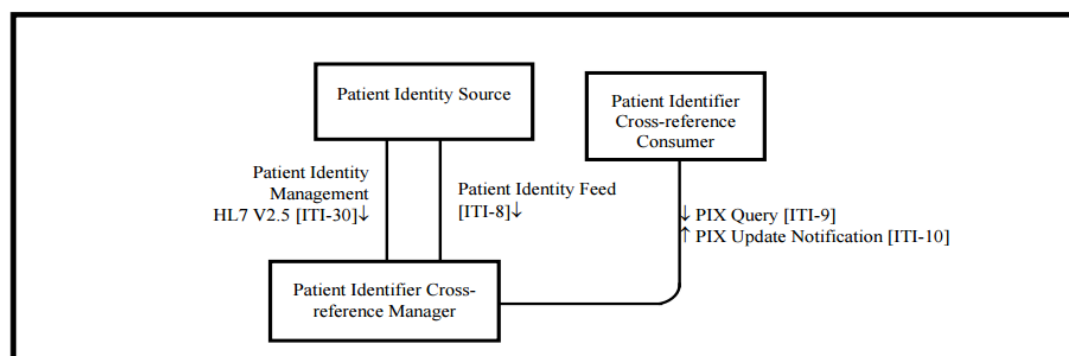 Patient Identity Source
Patient Identifier
Cross-reference
Consumer
Patient Identity
Management
HL7 V2.5 [ITI-30]↓
Patient Identity Feed
[ITI-8]↓
↓ PIX Query [ITI-9]
↑ PIX Update Notification [ITI-10]
Patient Identifier Cross-
reference Manager